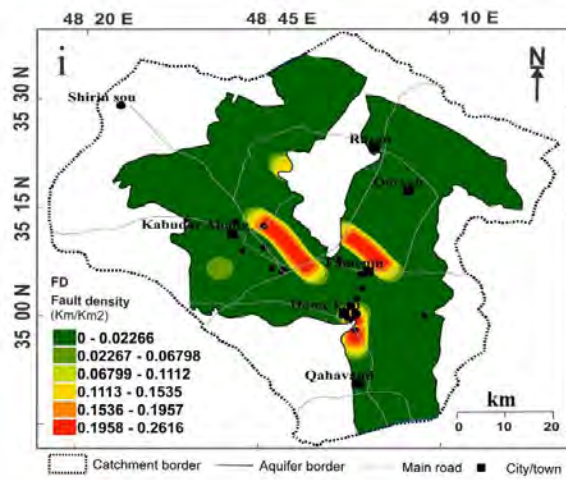 48 20 E 48 45 E 49 10 E
i
N
35 30 N
Shirin sou
Razan
35 15 N
Kabudar Ahang
Famenin
35 00 N
Qahavand
FD
Fault density
(Km/Km2)
0 - 0.02266
0.02267 - 0.06798
0.06799 - 0.1112
0.1113 - 0.1535
0.1536 - 0.1957
0.1958 - 0.2616
km
0 10 20
Catchment border Aquifer border Main road City/town